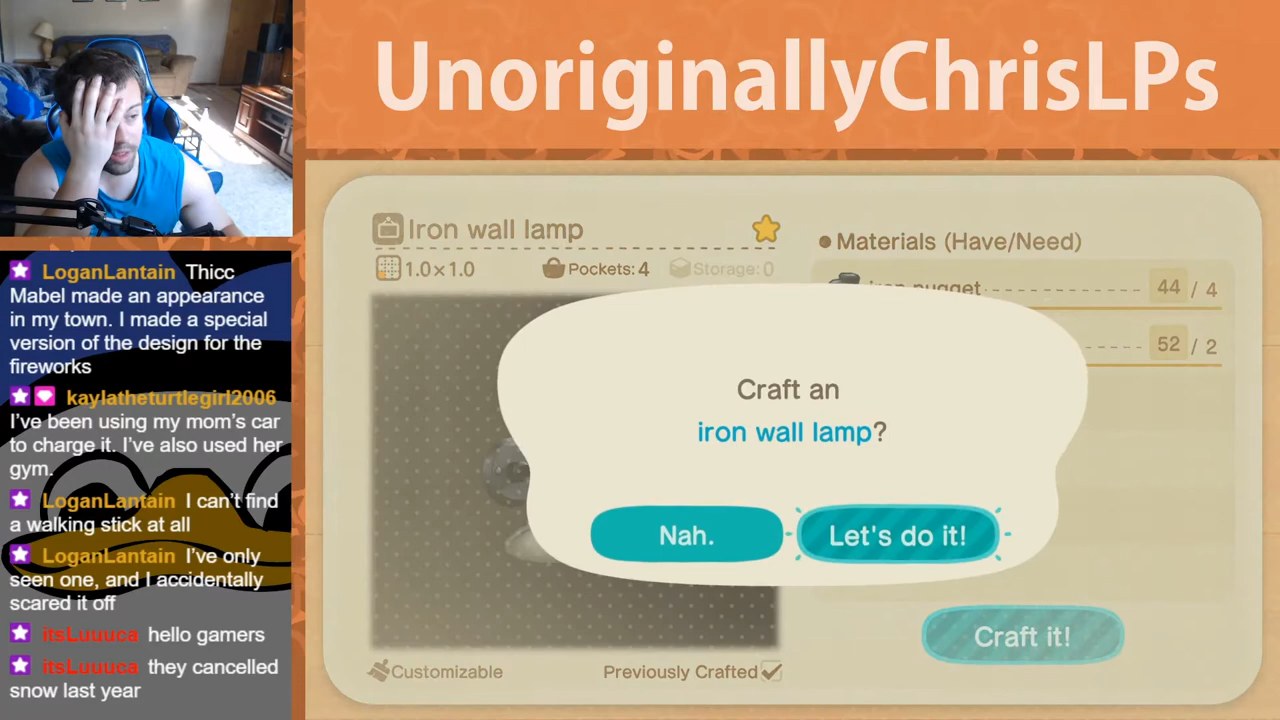 UnoriginallyChrisLPs
LoganLantain Thicc
Mabel made an appearance
in my town. I made a special
version of the design for the
fireworks
kaylatheturtlegirl2006
I've been using my mom's car
to charge it. I've also used her
gym.
LoganLantain I can't find
a walking stick at all
LoganLantain I've only
seen one, and I accidentally
scared it off
itsLuuuca hello gamers
itsLuuuca they cancelled
snow last year
Iron wall lamp
1.0×1.0 Pockets: 4 Storage: 0
Customizable Previously Crafted
Materials (Have/Need)
iron nugget 44 / 4
52 / 2
Craft it!
Craft an
iron wall lamp?
Nah. Let's do it!